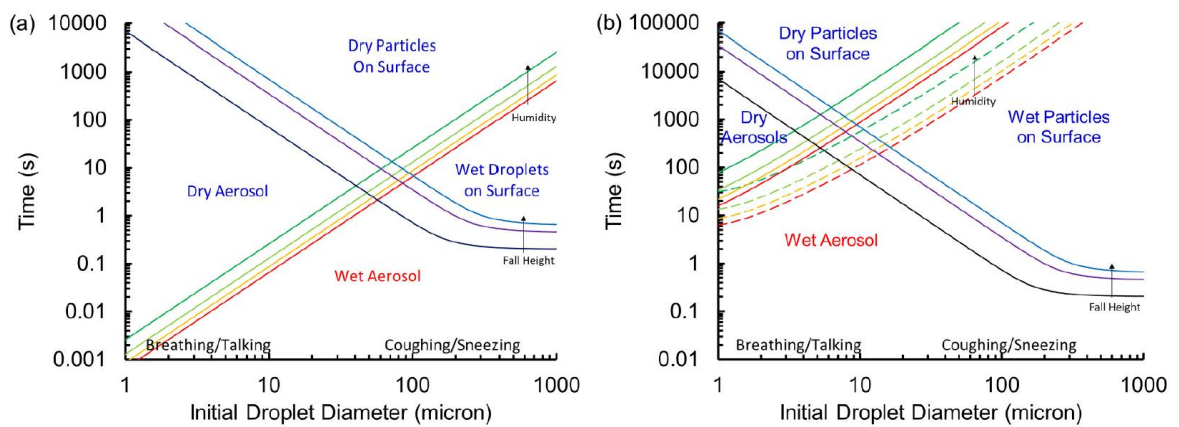 (a)
10000
1000
100
10
1
0.1
0.01
0.001
Time (s)
Dry Particles
On Surface
Humidity
Dry Aerosol
Wet Droplets
on Surface
Wet Aerosol
Fall Height
Breathing/Talking
Coughing/Sneezing
1
10
100
1000
Initial Droplet Diameter (micron)
(b)
100000
10000
1000
100
10
1
0.1
0.01
Time (s)
Dry Particles
on Surface
Humidity
Dry
Aerosols
Wet Particles
on Surface
Wet Aerosol
Fall Height
Breathing/Talking
Coughing/Sneezing
1
10
100
1000
Initial Droplet Diameter (micron)